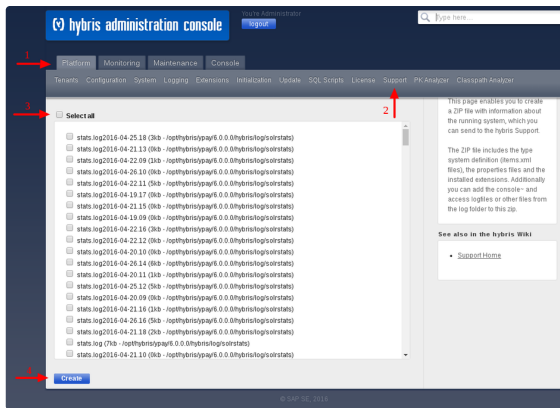 (y) hybris administration console
You're Administrator
logout
Type here...
1
Platform Monitoring Maintenance Console
Tenants Configuration System Logging Extensions Initialization Update SQL Scripts License Support PK Analyzer Classpath Analyzer
2
3
Select all
stats.log2016-04-25.18 (3kb - /opt/hybris/ypay/6.0.0.0/hybris/log/solrstats)
stats.log2016-04-21.13 (0kb - /opt/hybris/ypay/6.0.0.0/hybris/log/solrstats)
stats.log2016-04-22.09 (1kb - /opt/hybris/ypay/6.0.0.0/hybris/log/solrstats)
stats.log2016-04-26.10 (0kb - /opt/hybris/ypay/6.0.0.0/hybris/log/solrstats)
stats.log2016-04-22.11 (5kb - /opt/hybris/ypay/6.0.0.0/hybris/log/solrstats)
stats.log2016-04-19.17 (0kb - /opt/hybris/ypay/6.0.0.0/hybris/log/solrstats)
stats.log2016-04-21.15 (0kb - /opt/hybris/ypay/6.0.0.0/hybris/log/solrstats)
stats.log2016-04-19.09 (0kb - /opt/hybris/ypay/6.0.0.0/hybris/log/solrstats)
stats.log2016-04-22.16 (3kb - /opt/hybris/ypay/6.0.0.0/hybris/log/solrstats)
stats.log2016-04-22.12 (0kb - /opt/hybris/ypay/6.0.0.0/hybris/log/solrstats)
stats.log2016-04-20.10 (0kb - /opt/hybris/ypay/6.0.0.0/hybris/log/solrstats)
stats.log2016-04-26.14 (6kb - /opt/hybris/ypay/6.0.0.0/hybris/log/solrstats)
stats.log2016-04-20.11 (1kb - /opt/hybris/ypay/6.0.0.0/hybris/log/solrstats)
stats.log2016-04-25.12 (5kb - /opt/hybris/ypay/6.0.0.0/hybris/log/solrstats)
stats.log2016-04-20.09 (0kb - /opt/hybris/ypay/6.0.0.0/hybris/log/solrstats)
stats.log2016-04-21.16 (1kb - /opt/hybris/ypay/6.0.0.0/hybris/log/solrstats)
stats.log2016-04-26.16 (5kb - /opt/hybris/ypay/6.0.0.0/hybris/log/solrstats)
stats.log2016-04-21.18 (2kb - /opt/hybris/ypay/6.0.0.0/hybris/log/solrstats)
stats.log (7kb - /opt/hybris/ypay/6.0.0.0/hybris/log/solrstats)
stats.log2016-04-21.10 (0kb - /opt/hybris/ypay/6.0.0.0/hybris/log/solrstats)
Create
This page enables you to create
a ZIP file with information about
the running system, which you
can send to the hybris Support.
The ZIP file includes the type
system definition (items.xml
files), the properties files and the
installed extensions. Additionally
you can add the console- and
access logfiles or other files from
the log folder to this zip.
See also in the hybris Wiki
Support Home
© SAP SE, 2016